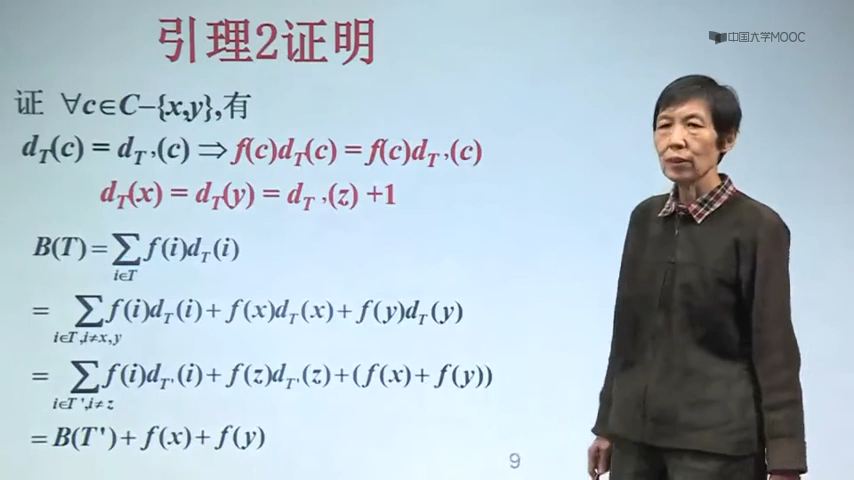 引理2证明
中国大学MOOC
证 ∀c∈C−{x,y},有
d_T(c) = d_T'(c) ⇒ f(c)d_T(c) = f(c)d_T'(c)
d_T(x) = d_T(y) = d_T'(z) +1
B(T) = ∑_{i∈T} f(i)d_T(i)
= ∑_{i∈T,i≠x,y} f(i)d_T(i) + f(x)d_T(x) + f(y)d_T(y)
= ∑_{i∈T',i≠z} f(i)d_T'(i) + f(z)d_T'(z) + (f(x) + f(y))
= B(T') + f(x) + f(y)
9